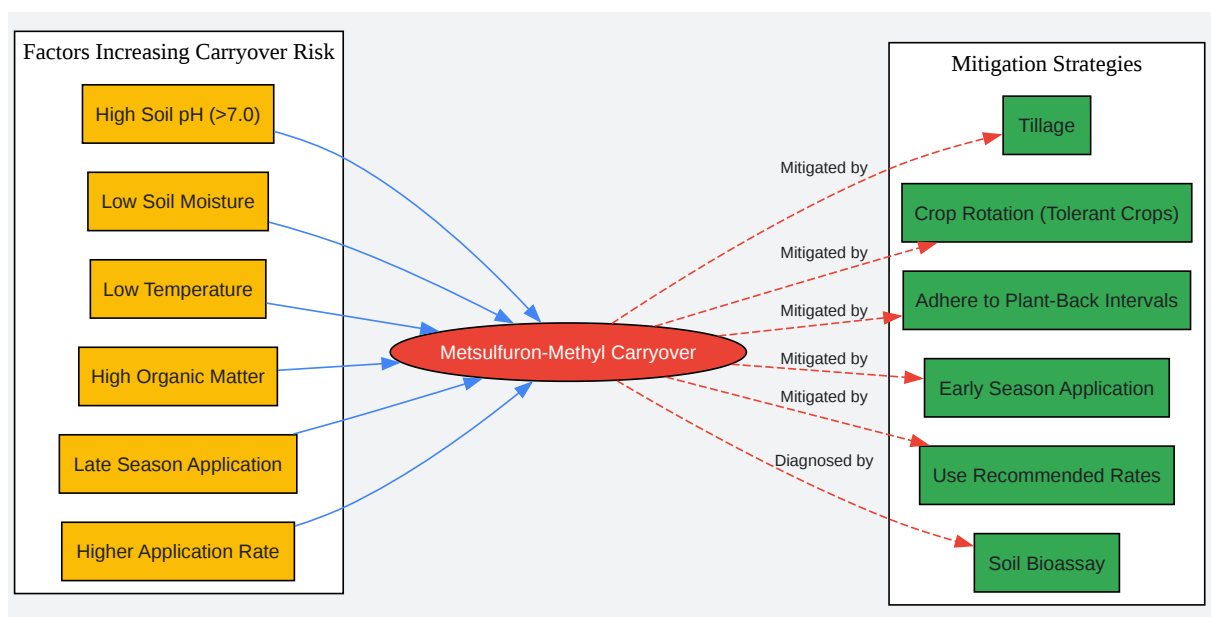 Factors Increasing Carryover Risk
High Soil pH (>7.0)
Low Soil Moisture
Low Temperature
High Organic Matter
Late Season Application
Higher Application Rate
Metsulfuron-Methyl Carryover
Mitigated by
Mitigated by
Mitigated by
Mitigated by
Mitigated by
Diagnosed by
Mitigation Strategies
Tillage
Crop Rotation (Tolerant Crops)
Adhere to Plant-Back Intervals
Early Season Application
Use Recommended Rates
Soil Bioassay